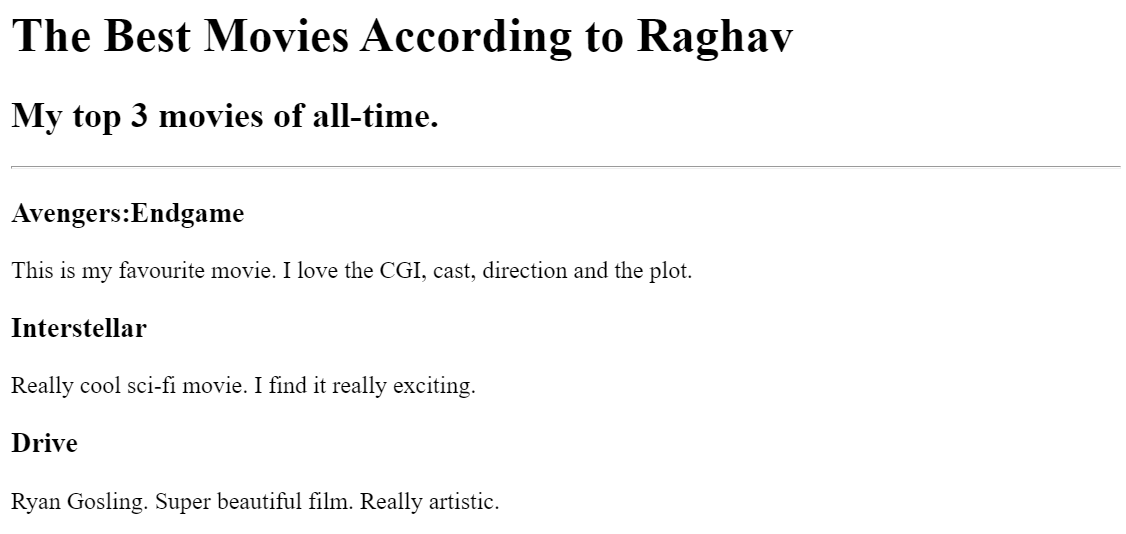 The Best Movies According to Raghav
My top 3 movies of all-time.
Avengers:Endgame
This is my favourite movie. I love the CGI, cast, direction and the plot.
Interstellar
Really cool sci-fi movie. I find it really exciting.
Drive
Ryan Gosling. Super beautiful film. Really artistic.